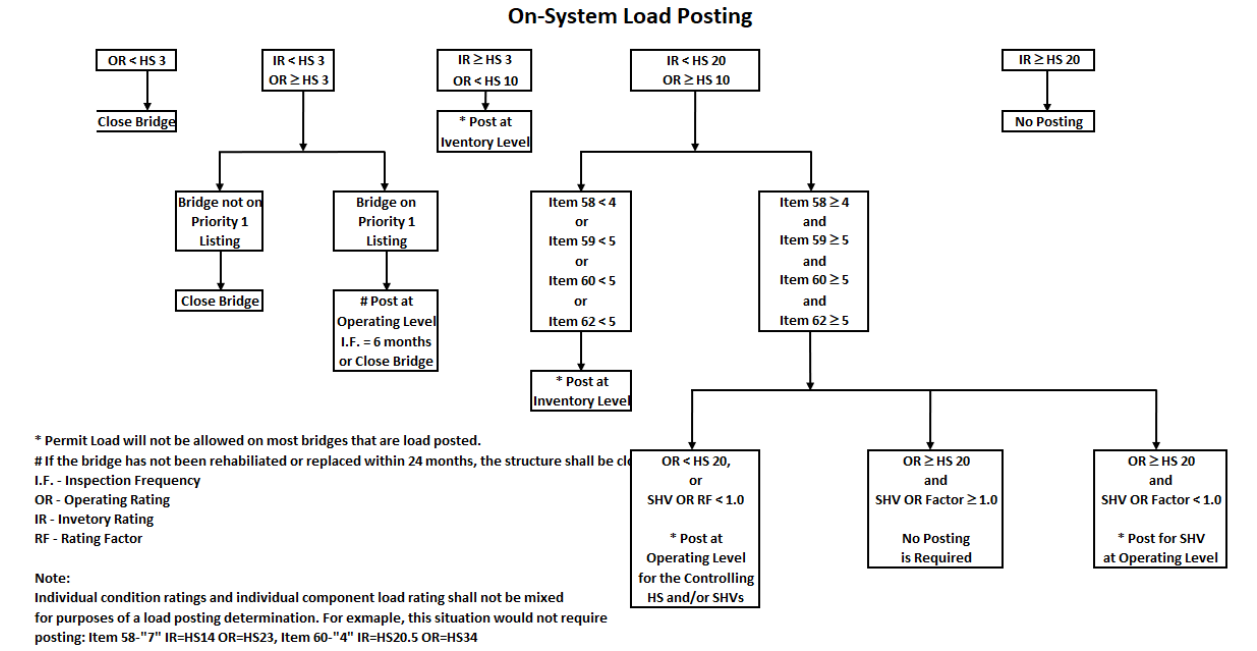 On-System Load Posting
OR < HS 3
Close Bridge
IR < HS 3
OR ≥ HS 3
Bridge not on
Priority 1
Listing
Close Bridge
Bridge on
Priority 1
Listing
# Post at
Operating Level
I.F. = 6 months
or Close Bridge
IR ≥ HS 3
OR < HS 10
* Post at
Iventory Level
IR < HS 20
OR ≥ HS 10
Item 58 < 4
or
Item 59 < 5
or
Item 60 < 5
or
Item 62 < 5
* Post at
Inventory Level
Item 58 ≥ 4
and
Item 59 ≥ 5
and
Item 60 ≥ 5
and
Item 62 ≥ 5
OR < HS 20,
or
SHV OR RF < 1.0
* Post at
Operating Level
for the Controlling
HS and/or SHVs
OR ≥ HS 20
and
SHV OR Factor ≥ 1.0
No Posting
is Required
OR ≥ HS 20
and
SHV OR Factor < 1.0
* Post for SHV
at Operating Level
IR ≥ HS 20
No Posting
* Permit Load will not be allowed on most bridges that are load posted.
# If the bridge has not been rehabiliated or replaced within 24 months, the structure shall be
I.F. - Inspection Frequency
OR - Operating Rating
IR - Invetory Rating
RF - Rating Factor
Note:
Individual condition ratings and individual component load rating shall not be mixed
for purposes of a load posting determination. For exmaple, this situation would not require
posting: Item 58-"7" IR=HS14 OR=HS23, Item 60-"4" IR=HS20.5 OR=HS34